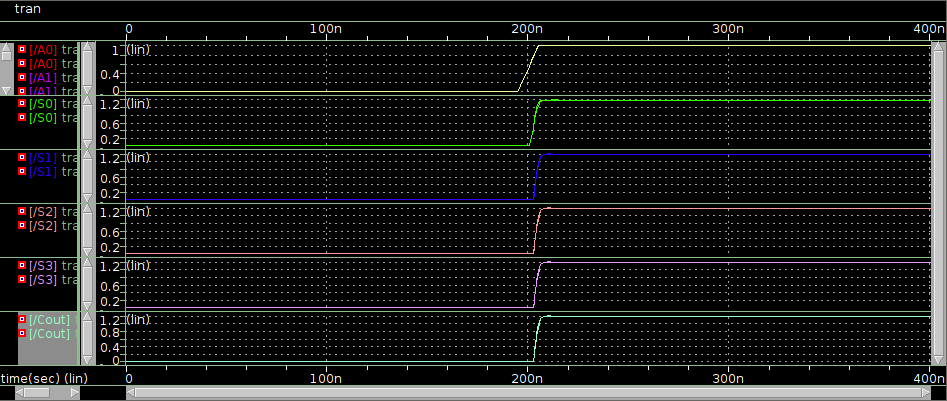 tran
0 100n 200n 300n 400n
[/A0] tra 1 (lin)
[/A0] tra
[/A1] tra 0.4
[/A1] tra 0
[/S0] tra 1.2 (lin)
[/S0] tra 0.6
0.2
[/S1] tra 1.2 (lin)
[/S1] tra 0.6
0.2
[/S2] tra 1.2 (lin)
[/S2] tra 0.6
0.2
[/S3] tra 1.2 (lin)
[/S3] tra 0.6
0.2
[/Cout] t 1.2 (lin)
[/Cout] t 0.8
0.4
0
time(sec) (lin) 0 100n 200n 300n 400n